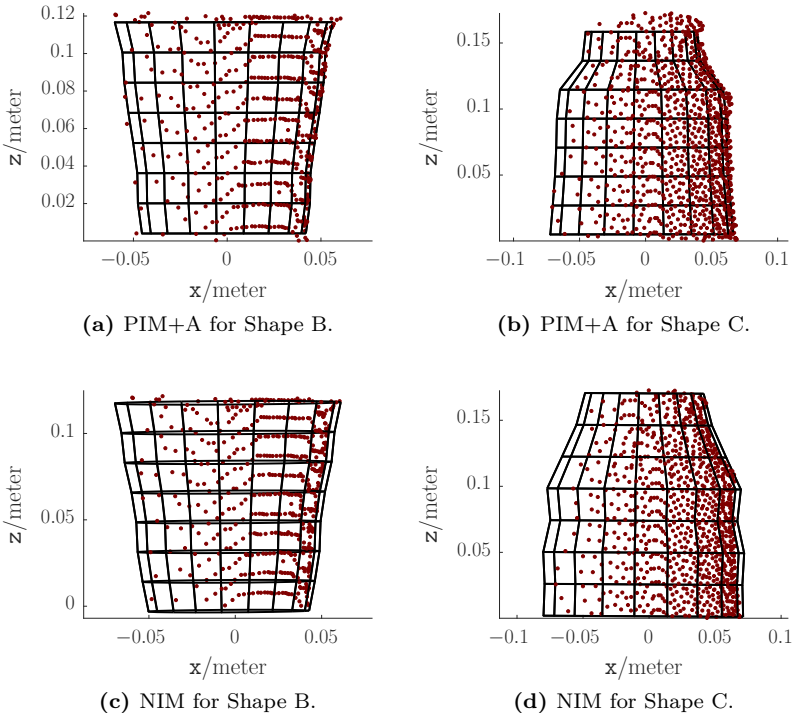 0.12
0.1
0.08
0.06
0.04
0.02
z/meter
−0.05
0
0.05
x/meter
(a) PIM+A for Shape B.
0.15
0.1
0.05
z/meter
−0.1
−0.05
0
0.05
0.1
x/meter
(b) PIM+A for Shape C.
0.1
0.05
0
z/meter
−0.05
0
0.05
x/meter
(c) NIM for Shape B.
0.15
0.1
0.05
z/meter
−0.1
−0.05
0
0.05
0.1
x/meter
(d) NIM for Shape C.